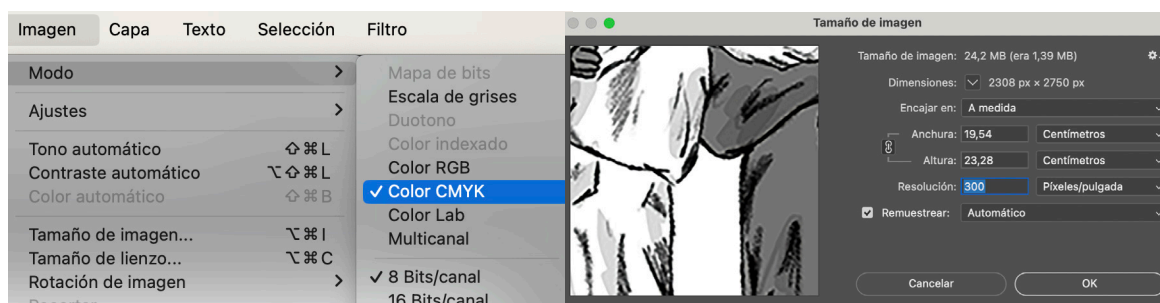 Imagen Capa Texto Selección Filtro
Modo >
Ajustes >
Tono automático ⇧⌘L
Contraste automático ⌥⇧⌘L
Color automático ⇧⌘B
Tamaño de imagen... ⌥⌘I
Tamaño de lienzo... ⌥⌘C
Rotación de imagen >
Mapa de bits
Escala de grises
Duotono
Color indexado
Color RGB
✓ Color CMYK
Color Lab
Multicanal
✓ 8 Bits/canal
16 Bits/canal
Tamaño de imagen
Tamaño de imagen: 24,2 MB (era 1,39 MB)
Dimensiones: 2308 px × 2750 px
Encajar en: A medida
Anchura: 19,54 Centímetros
Altura: 23,28 Centímetros
Resolución: 300 Píxeles/pulgada
Remuestrear: Automático
Cancelar OK